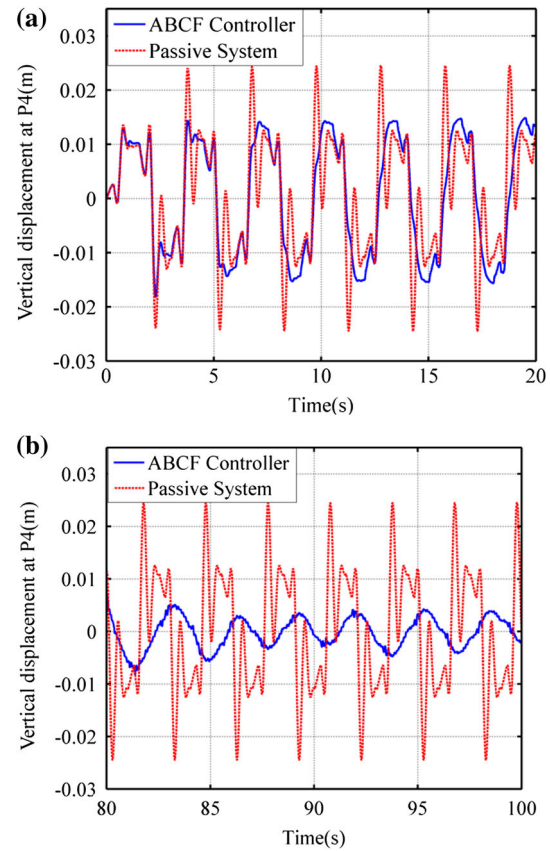 (a)
ABCF Controller
Passive System
Vertical displacement at P4(m)
0.03
0.02
0.01
0
-0.01
-0.02
-0.03
0
5
10
15
20
Time(s)
(b)
ABCF Controller
Passive System
Vertical displacement at P4(m)
0.03
0.02
0.01
0
-0.01
-0.02
-0.03
80
85
90
95
100
Time(s)